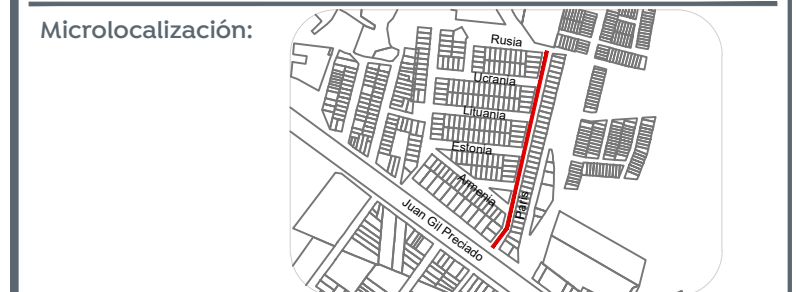 Microlocalización:
Rusia
Ucrania
Lituania
Estonia
Armenia
París
Juan Gil Preciado